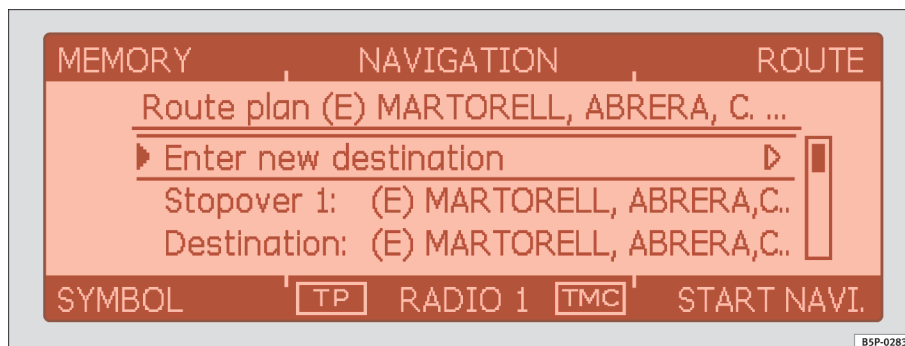 MEMORY NAVIGATION ROUTE
Route plan (E) MARTORELL, ABRERA, C. ...
Enter new destination
Stopover 1: (E) MARTORELL, ABRERA,C..
Destination: (E) MARTORELL, ABRERA,C..
SYMBOL TP RADIO 1 TMC START NAVI.
B5P-0283